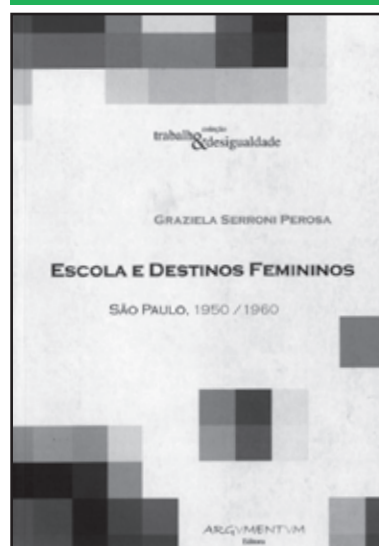 coleção
trabalho&desigualdade
GRAZIELA SERRONI PEROSA
ESCOLA E DESTINOS FEMININOS
SÃO PAULO, 1950/1960
ARGVMENTVM
Editora